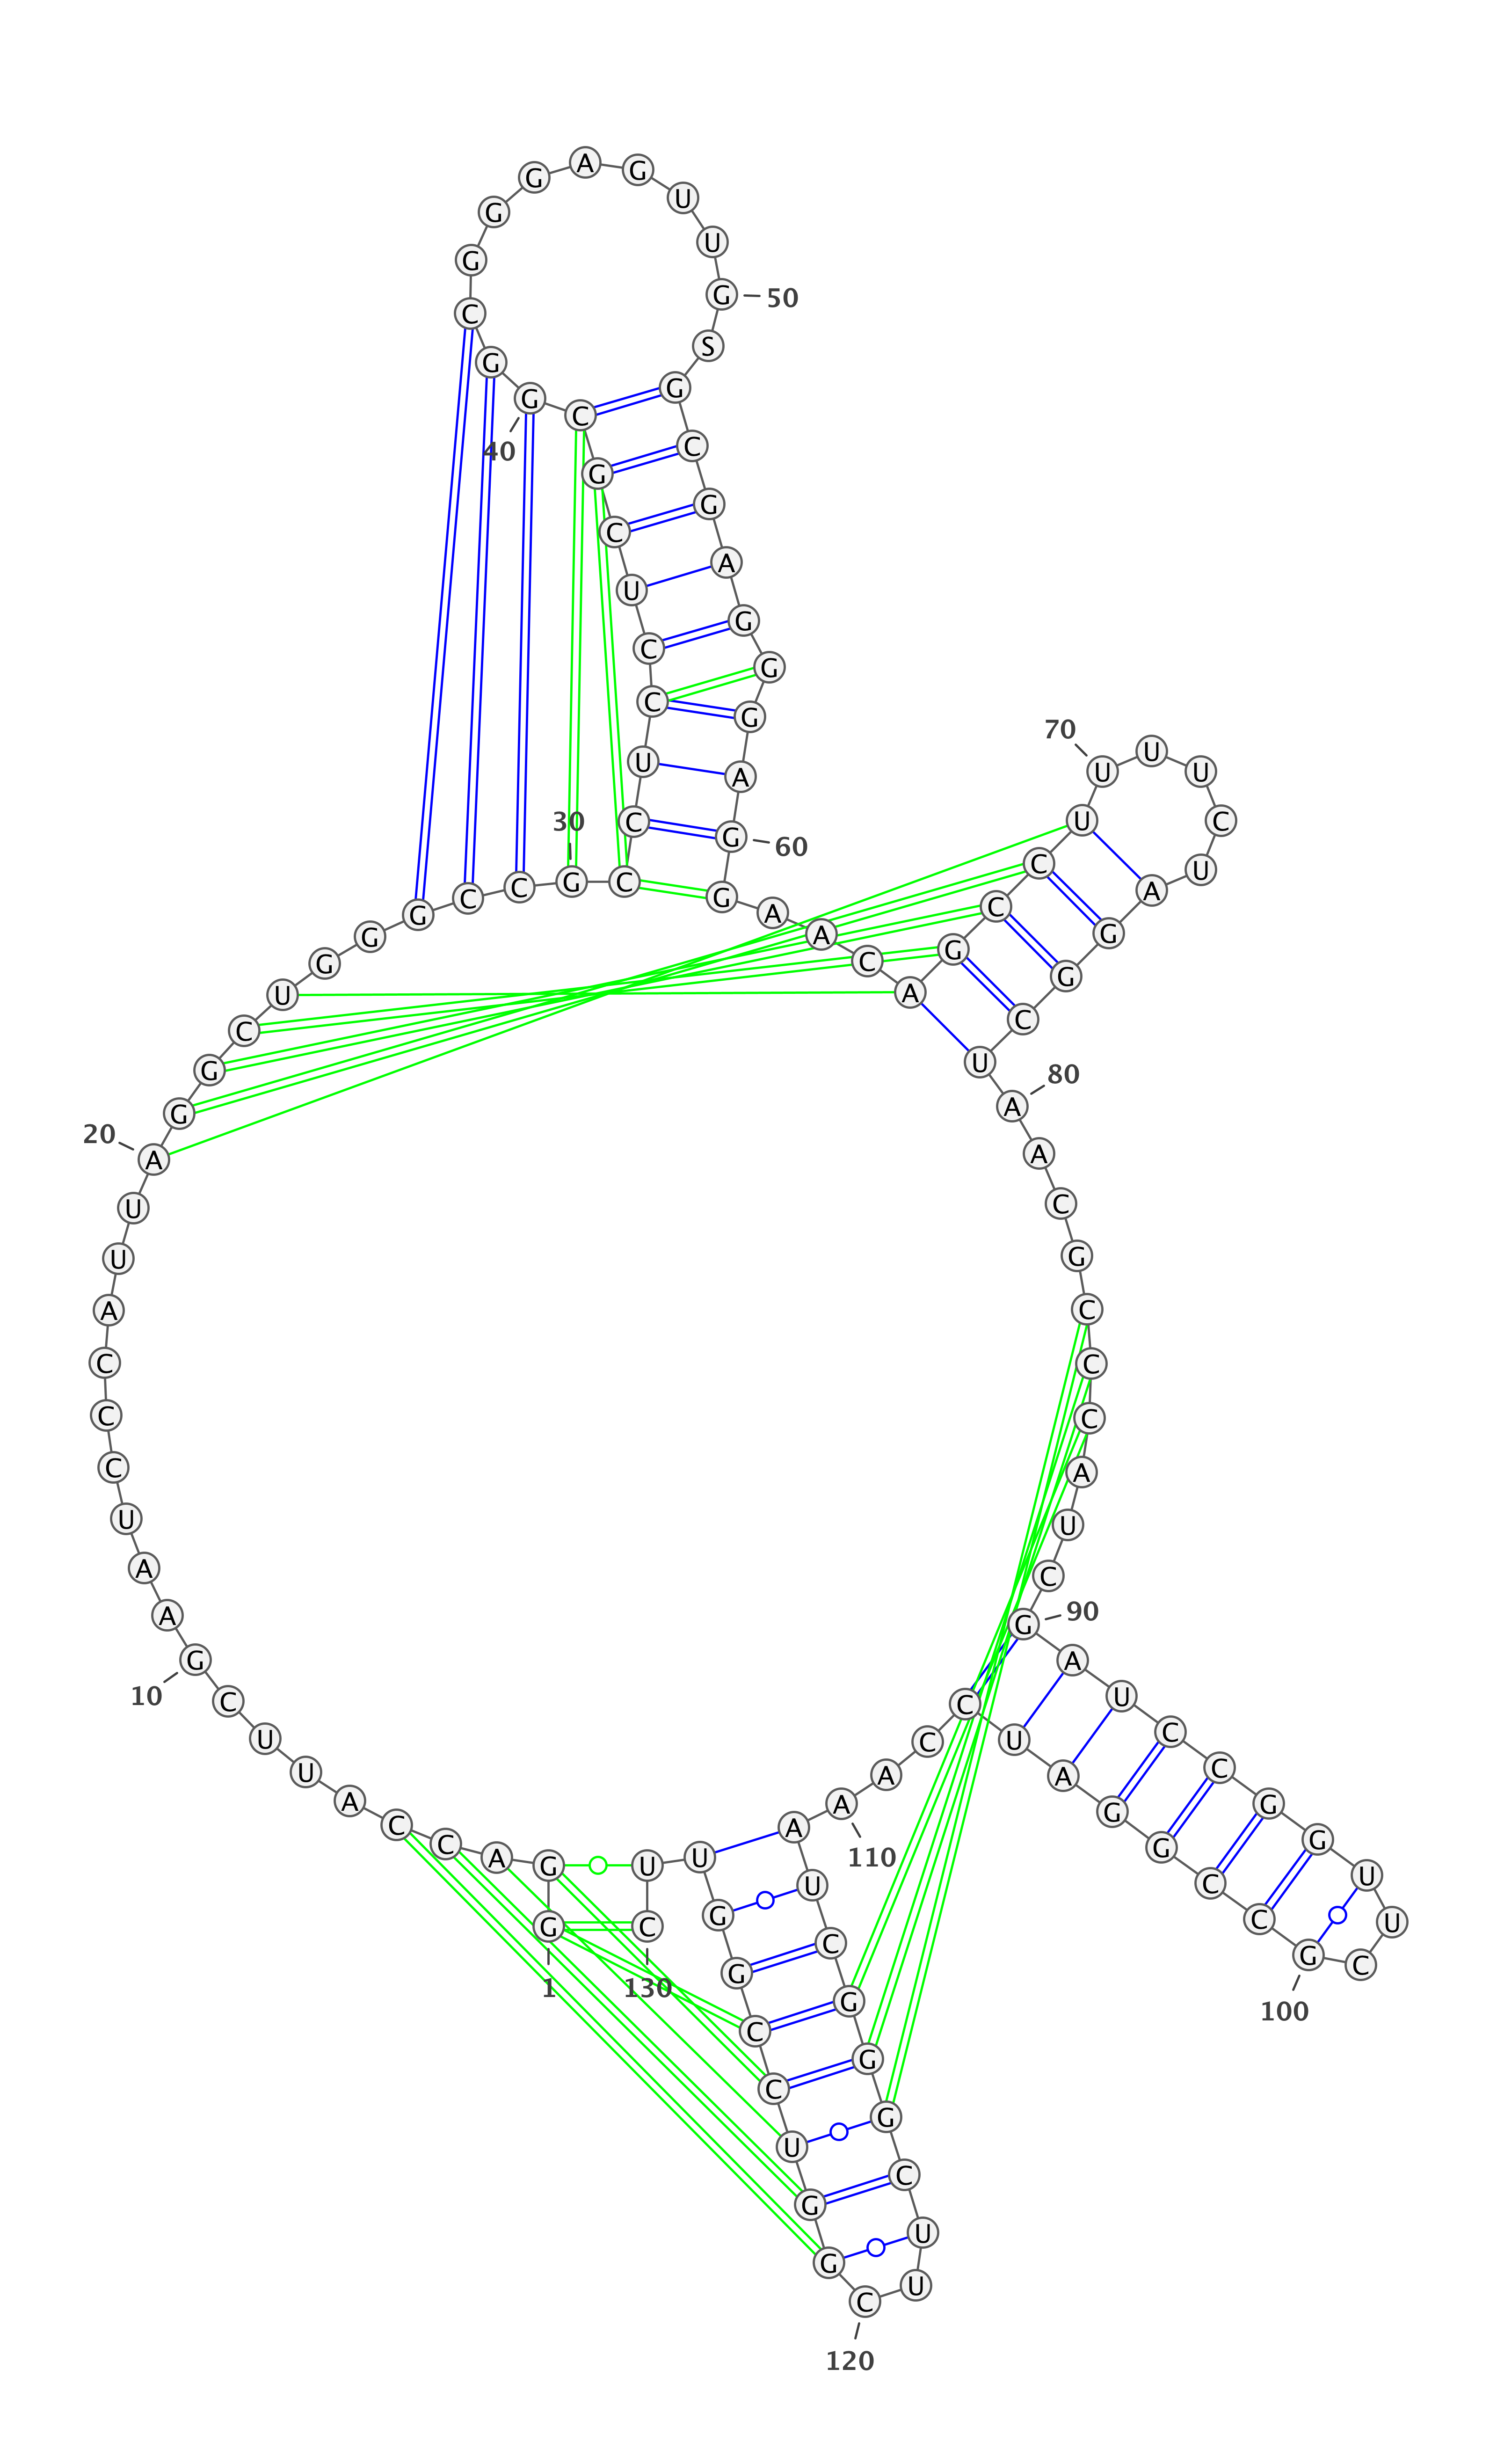 G G A C C A U U C G
A A U C C C A U U A
G G C U G G G C C G
C C U C C U C G C G
G C G G G A G U U G
S G C G A G G G A G
G A A C A G C C U U
U U C U A G G C U A
A C G C C C A U C G
A U C C G G U U C G
C C G G A U C C A A
A U C G G G C U U C
G G U C C G G U U C
1
10
20
30
40
50
60
70
80
90
100
110
120
130